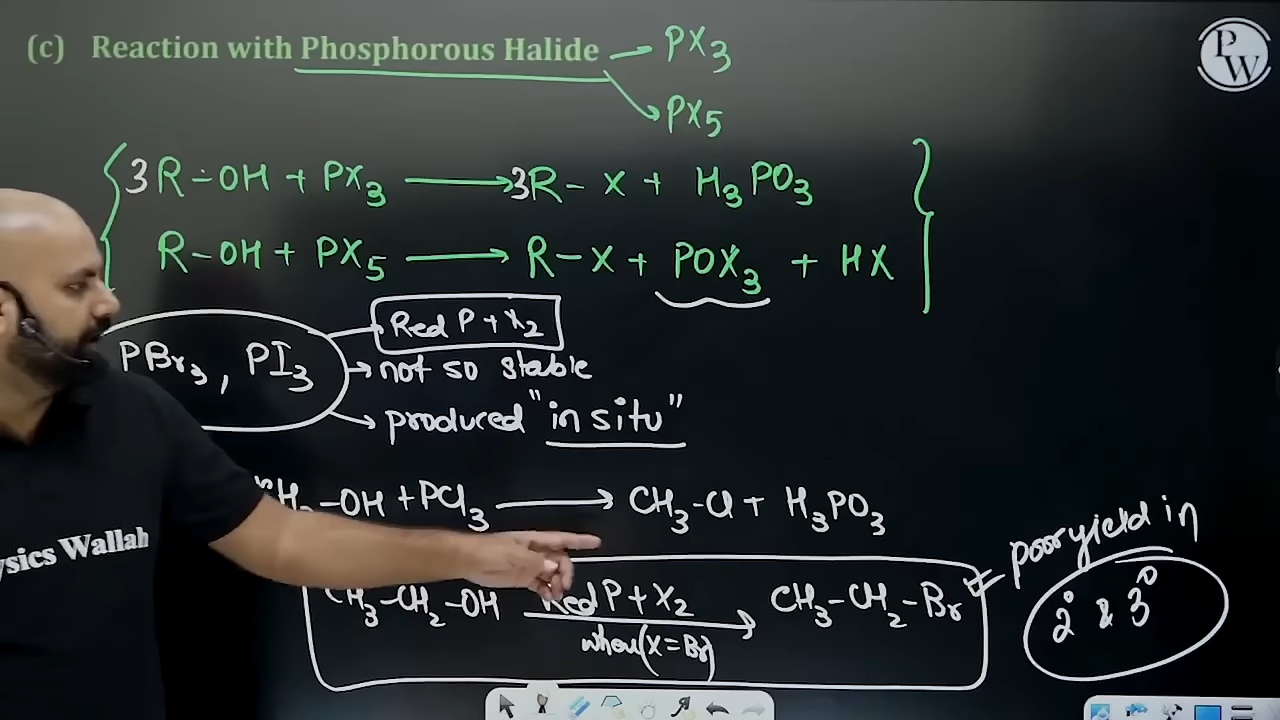 (c) Reaction with Phosphorous Halide
PX3
PX5
PW
3R-OH + PX3 ⟶ 3R-X + H3PO3
R-OH + PX5 ⟶ R-X + POX3 + HX
Red P + X2
PBr3, PI3
→ not so stable
→ produced "in situ"
-OH + PCl3 ⟶ CH3-Cl + H3PO3
CH3-CH2-OH Red P + X2 ⟶ CH3-CH2-Br
when (X=Br)
poor yield in
2° & 3°
Wallah